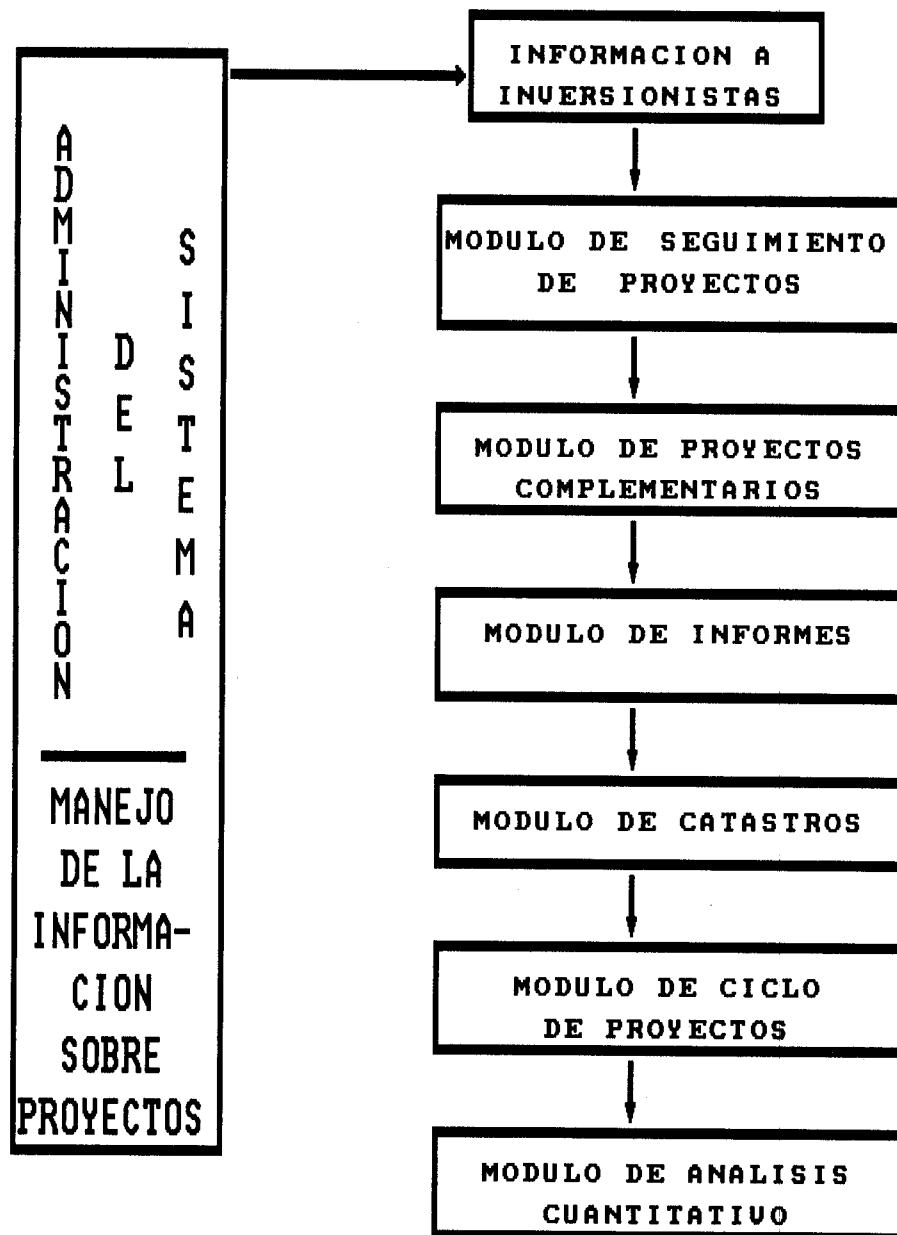 ADMINISTRACION
DEL
SISTEMA
MANEJO
DE LA
INFORMA-
CION
SOBRE
PROYECTOS
INFORMACION A
INVERSIONISTAS
MODULO DE SEGUIMIENTO
DE PROYECTOS
MODULO DE PROYECTOS
COMPLEMENTARIOS
MODULO DE INFORMES
MODULO DE CATASTROS
MODULO DE CICLO
DE PROYECTOS
MODULO DE ANALISIS
CUANTITATIVO